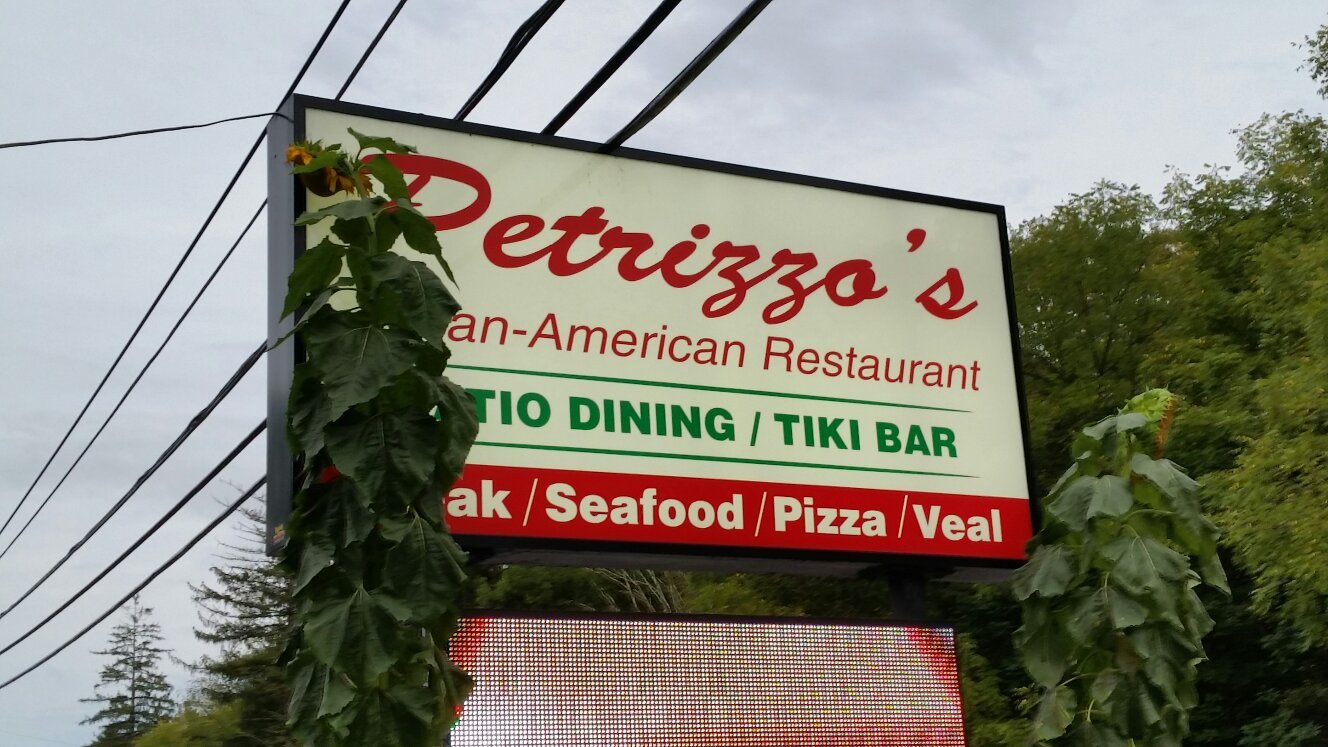 Petrizzo's
an-American Restaurant
TIO DINING / TIKI BAR
ak / Seafood / Pizza / Veal